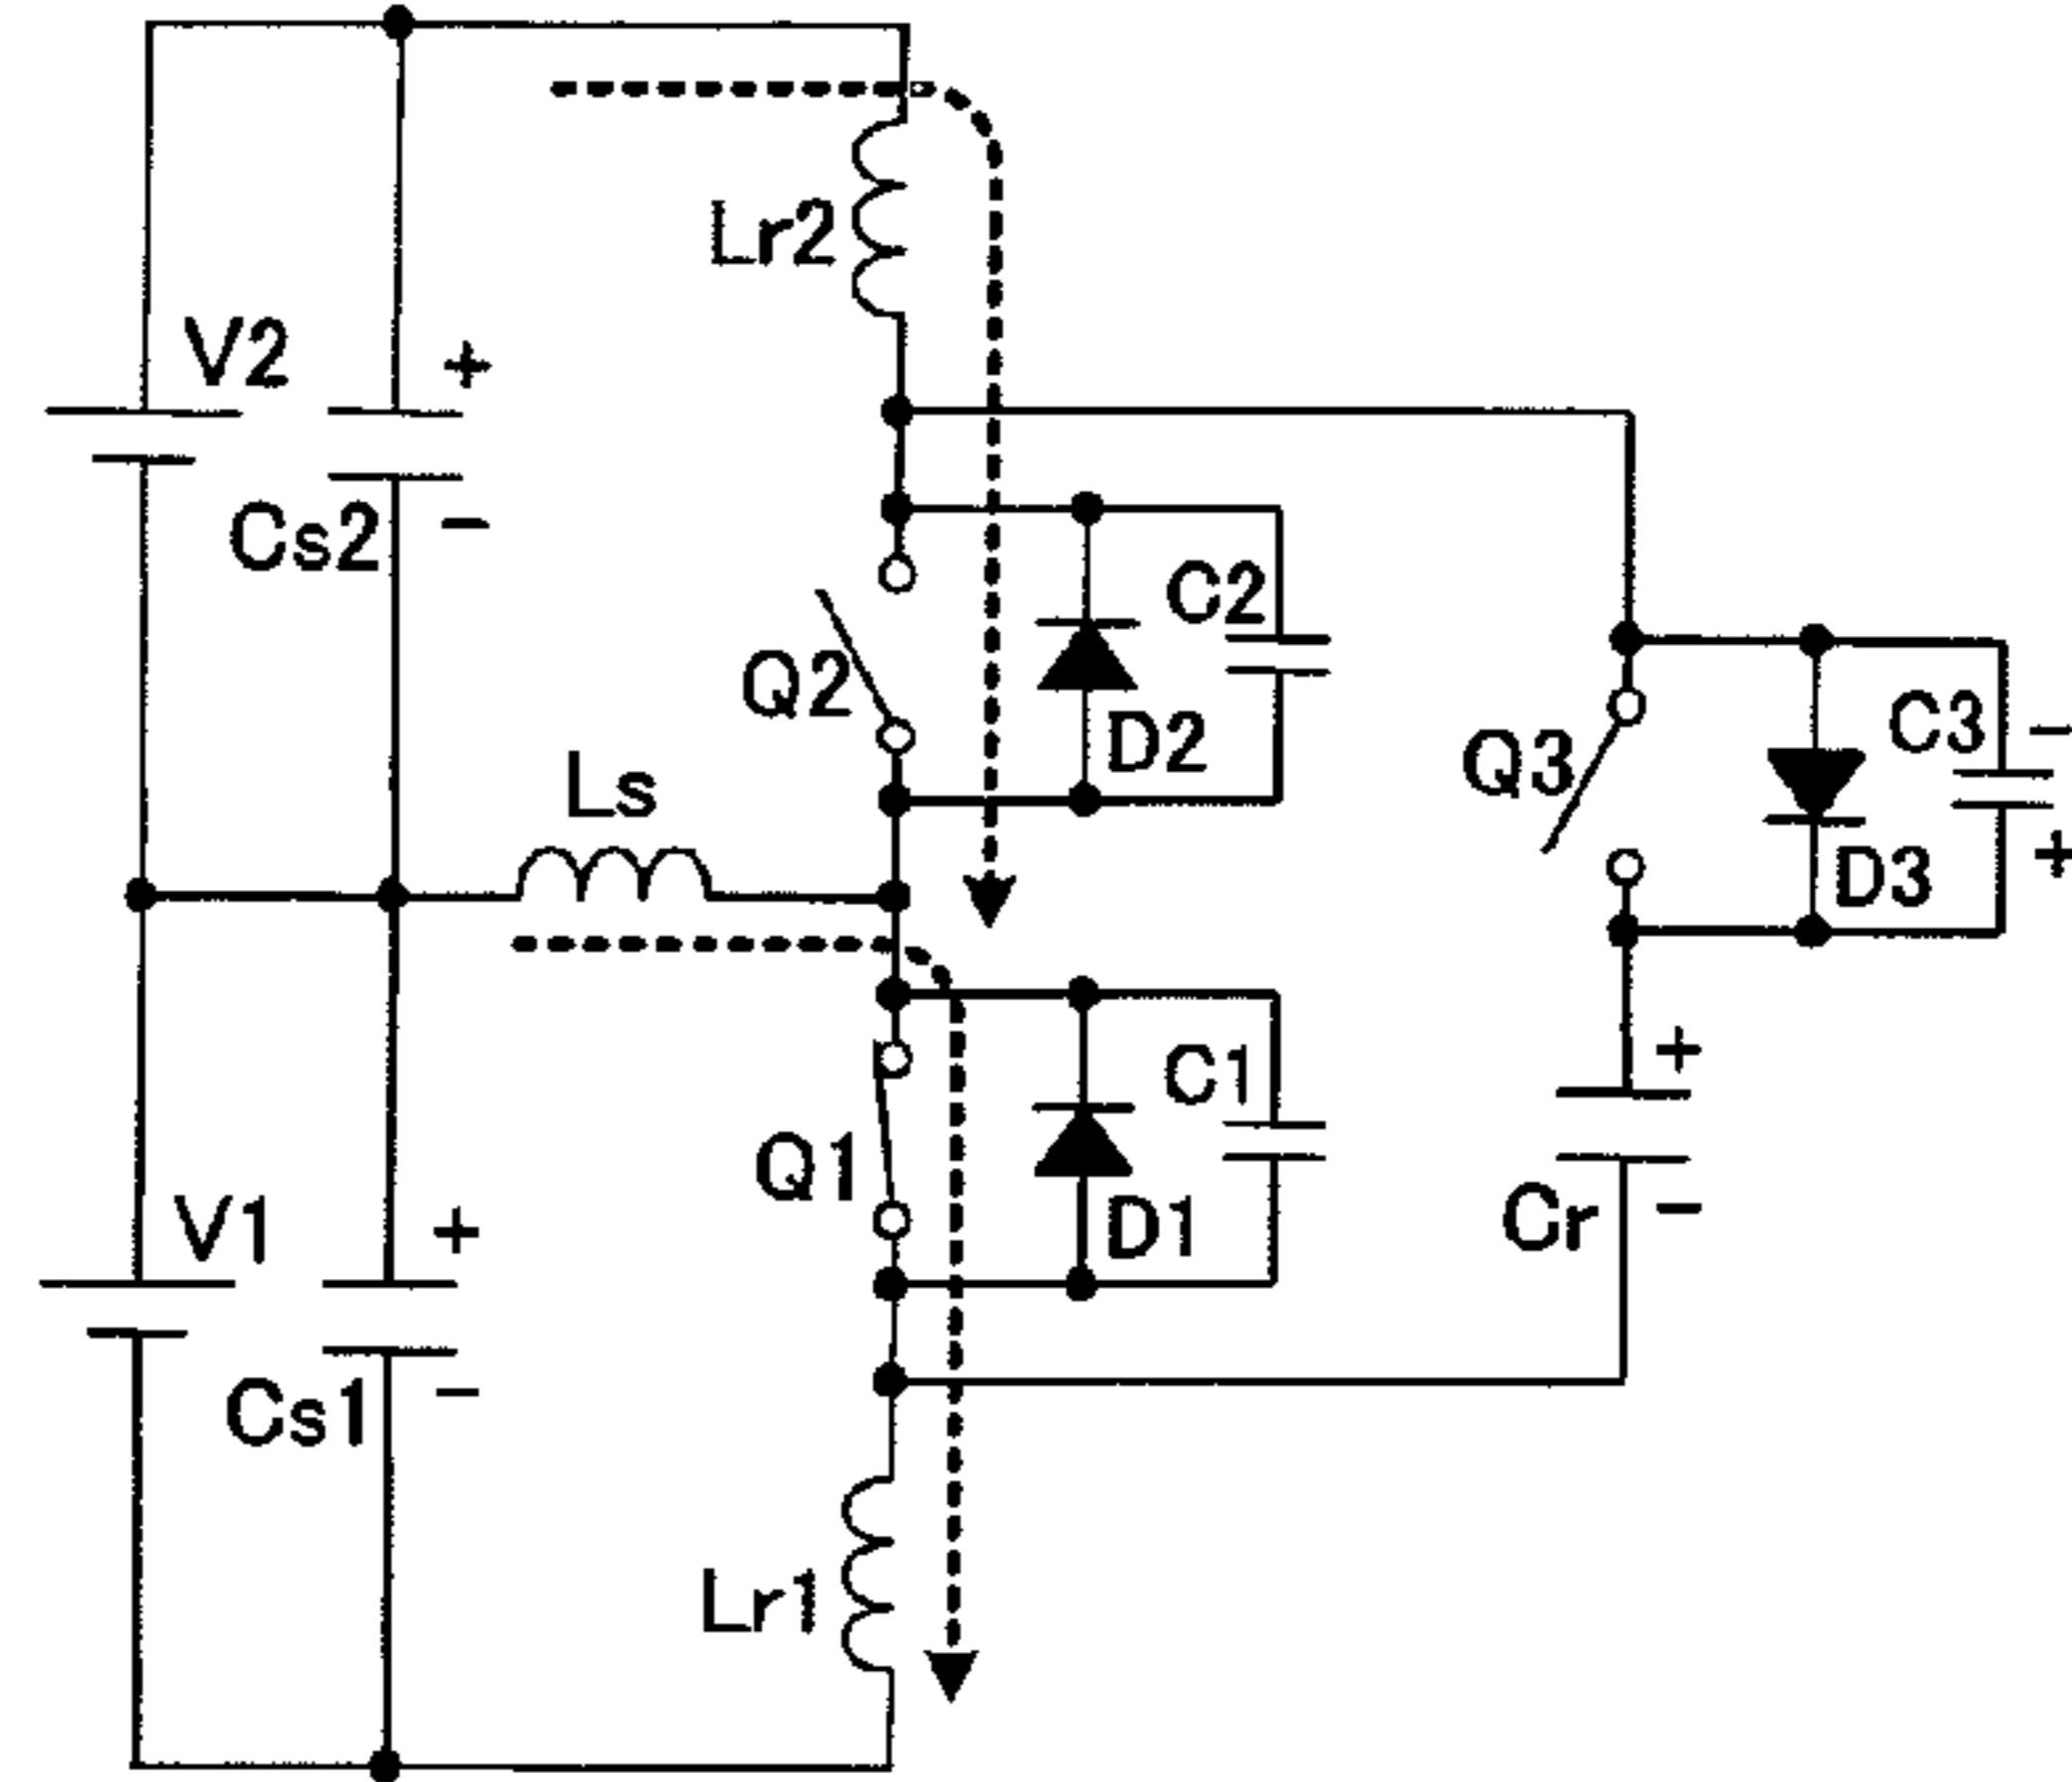 Lr2
V2
+
-
Cs2
C2
Q2
D2
C3
-
Q3
Ls
D3
+
C1
+
Q1
V1
+
D1
Cr
-
Cs1
-
Lr1